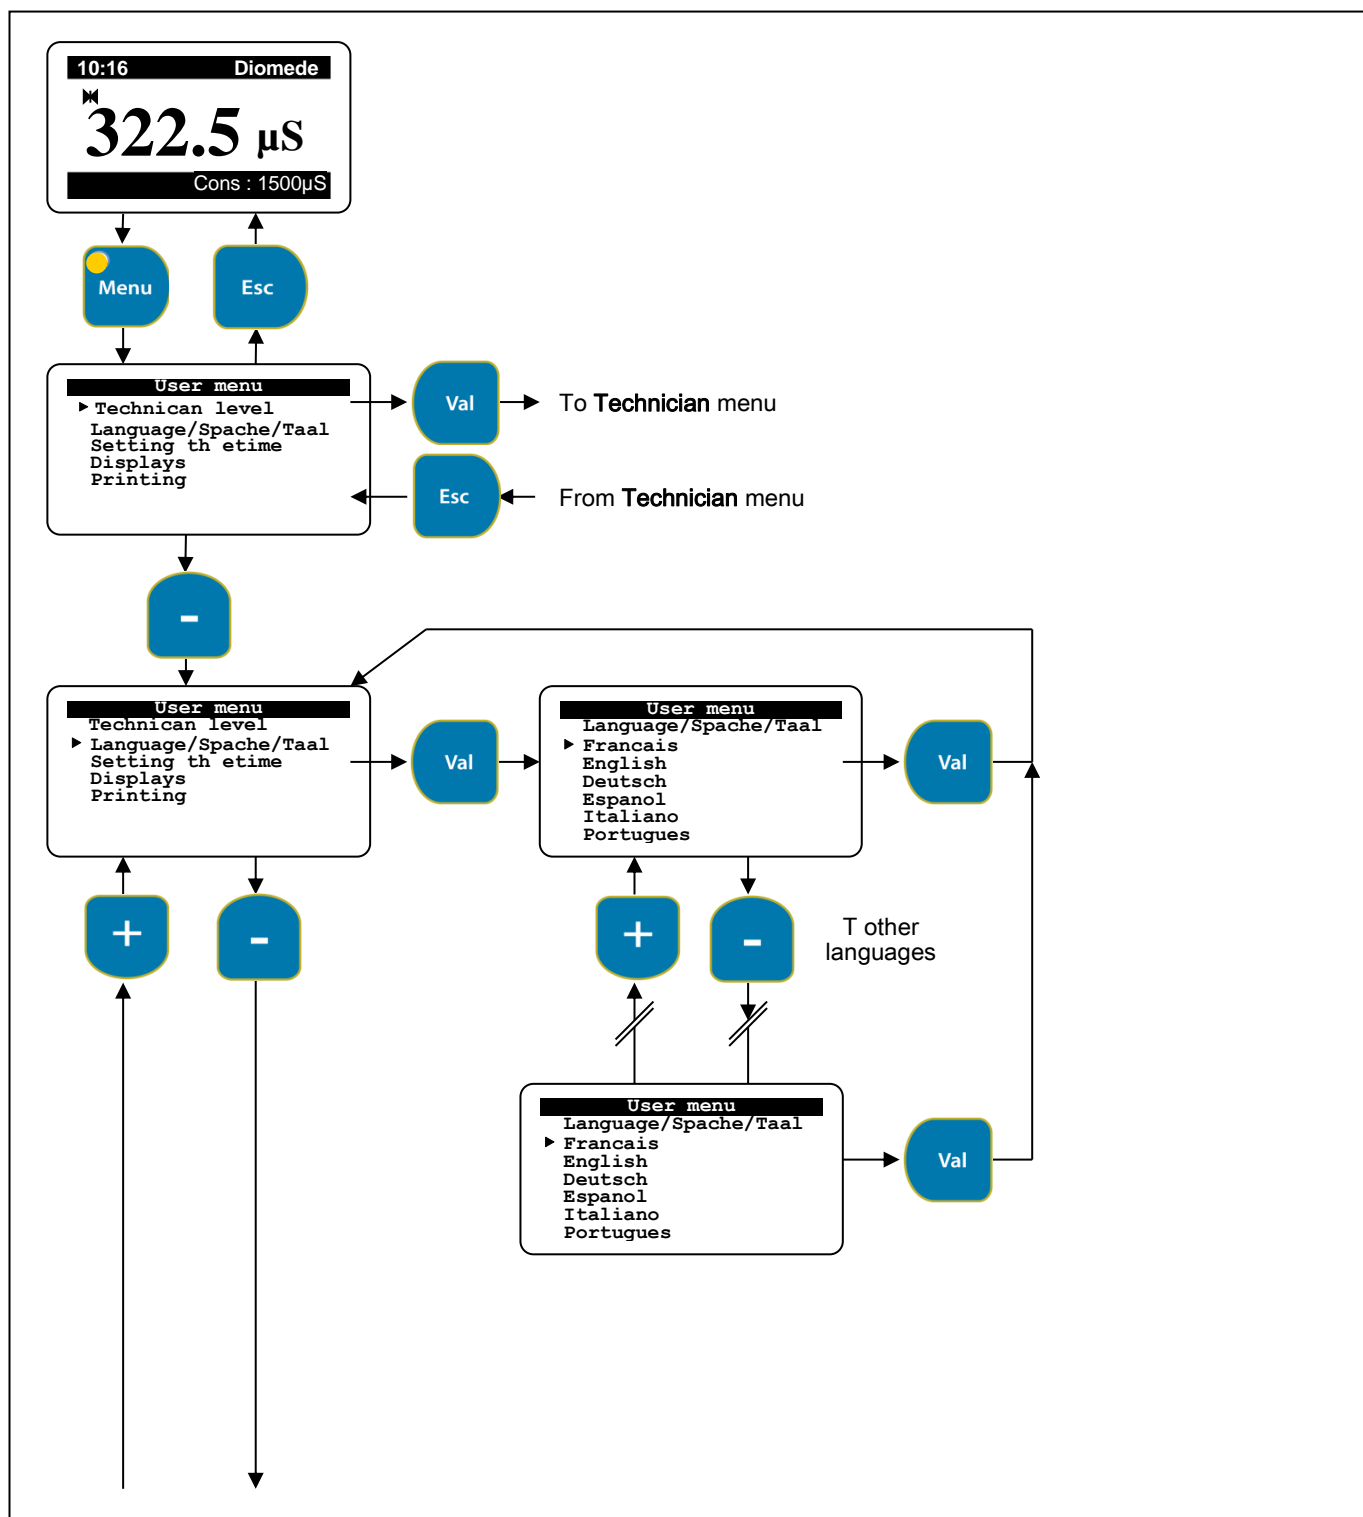 10:16 Diomede
322.5 µS
Cons : 1500µS
Menu
Esc
User menu
Technican level
Language/Spache/Taal
Setting th etime
Displays
Printing
Val
To Technician menu
Esc
From Technician menu
-
User menu
Technican level
Language/Spache/Taal
Setting th etime
Displays
Printing
Val
User menu
Language/Spache/Taal
Francais
English
Deutsch
Espanol
Italiano
Portugues
Val
+
-
+
-
T other
languages
User menu
Language/Spache/Taal
Francais
English
Deutsch
Espanol
Italiano
Portugues
Val